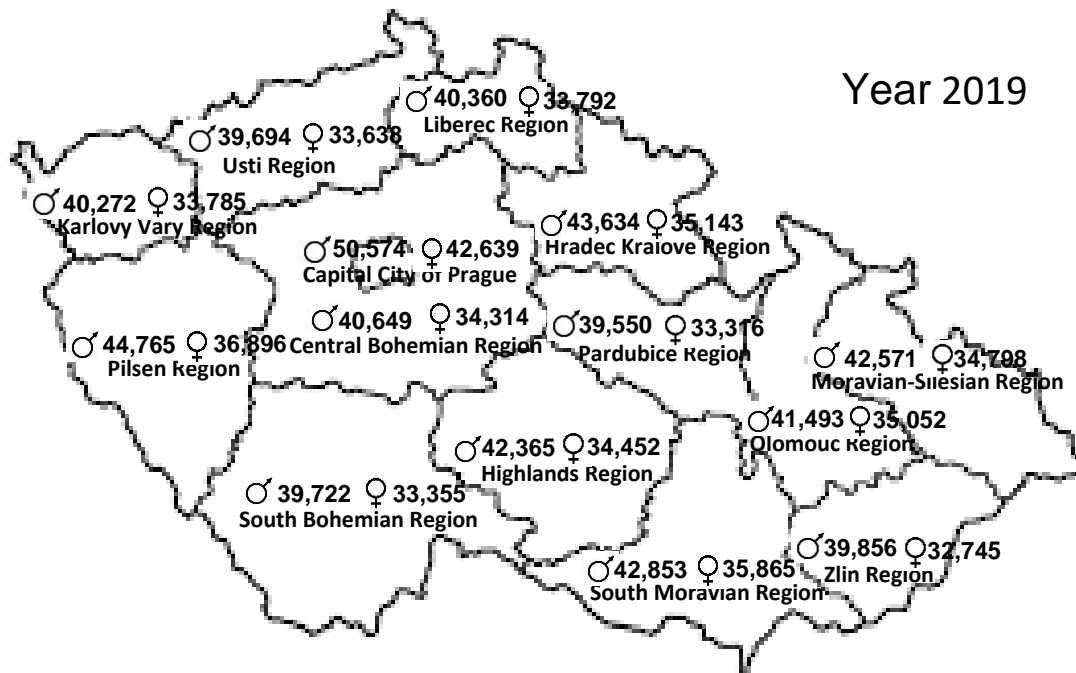 Year 2019
♂40,360 ♀33,792
Liberec Region
♂39,694 ♀33,638
Usti Region
♂40,272 ♀33,785
Karlovy Vary Region
♂43,634 ♀35,143
Hradec Kralove Region
♂50,574 ♀42,639
Capital City of Prague
♂40,649 ♀34,314
Central Bohemian Region
♂39,550 ♀33,316
Pardubice Region
♂44,765 ♀36,896
Pilsen Region
♂42,571 ♀34,798
Moravian-Silesian Region
♂41,493 ♀35,052
Olomouc Region
♂42,365 ♀34,452
Highlands Region
♂39,722 ♀33,355
South Bohemian Region
♂39,856 ♀32,745
Zlin Region
♂42,853 ♀35,865
South Moravian Region